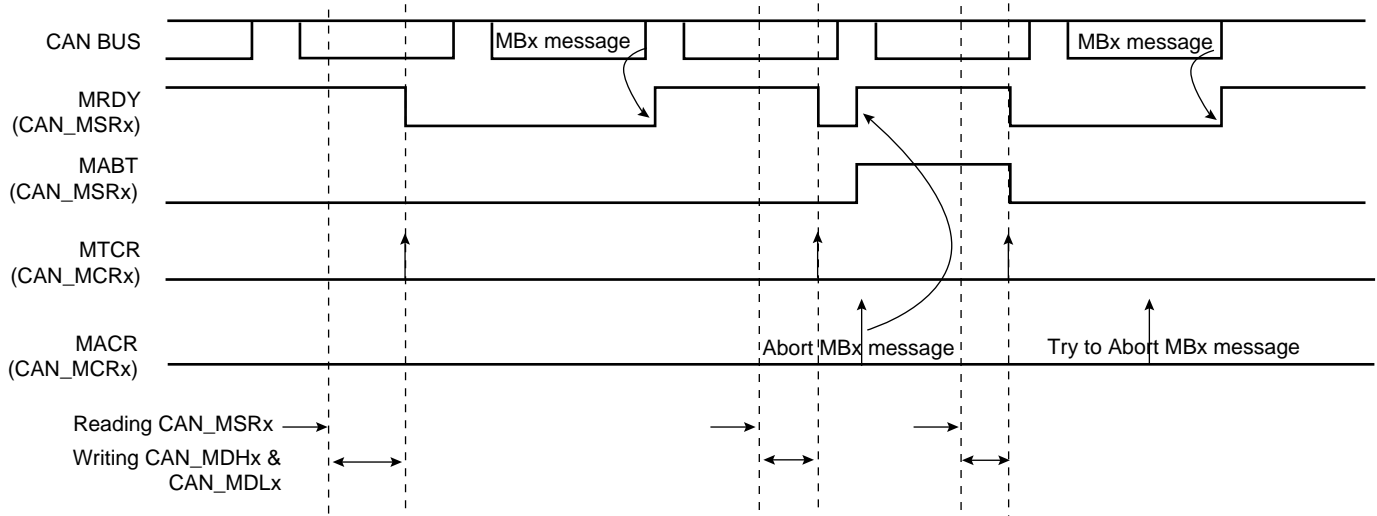 CAN BUS
MBx message
MBx message
MRDY
(CAN_MSRx)
MABT
(CAN_MSRx)
MTCR
(CAN_MCRx)
MACR
(CAN_MCRx)
Abort MBx message
Try to Abort MBx message
Reading CAN_MSRx
Writing CAN_MDHx &
CAN_MDLx